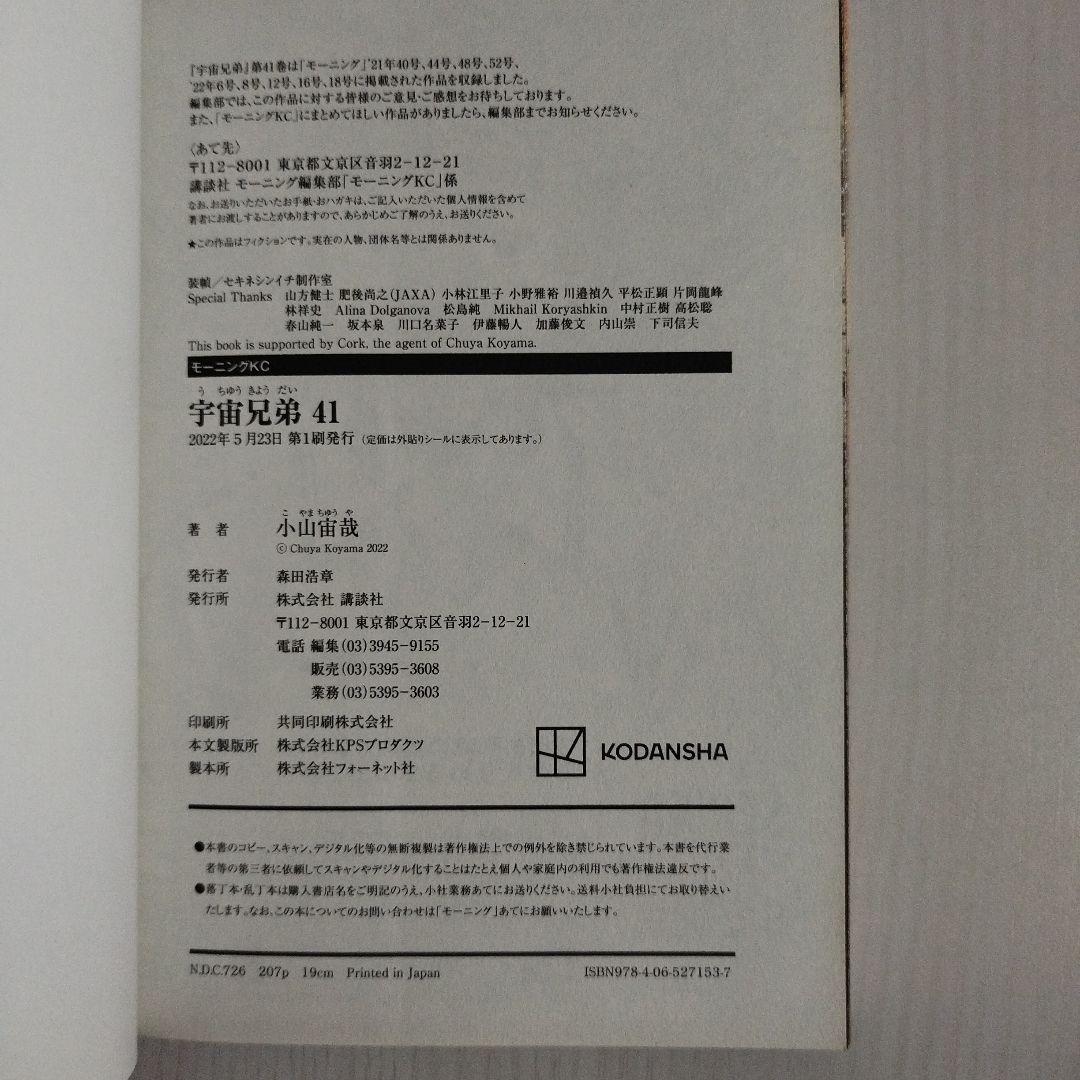 『宇宙兄弟』第41巻は「モーニング」'21年40号、44号、48号、52号、
'22年6号、8号、12号、16号、18号に掲載された作品を収録しました。
編集部では、この作品に対する皆様のご意見・ご感想をお待ちしております。
また、「モーニングKC」にまとめてほしい作品がありましたら、編集部までお知らせください。
〈あて先〉
〒112-8001 東京都文京区音羽2-12-21
講談社 モーニング編集部「モーニングKC」係
なお、お送りいただいたお手紙・おハガキは、ご記入いただいた個人情報を含めて
著者にお渡しすることがありますので、あらかじめご了解のうえ、お送りください。
★この作品はフィクションです。実在の人物、団体名等とは関係ありません。
装幀／セキネシンイチ制作室
Special Thanks 山方健士 肥後尚之(JAXA) 小林江里子 小野雅裕 川邉禎久 平松正顕 片岡龍峰
林祥史 Alina Dolganova 松島純 Mikhail Koryashkin 中村正樹 高松聡
春山純一 坂本泉 川口名菜子 伊藤暢人 加藤俊文 内山崇 下司信夫
This book is supported by Cork, the agent of Chuya Koyama.
モーニングKC
う ちゅう きょう だい
宇宙兄弟 41
2022年5月23日 第1刷発行 (定価は外貼りシールに表示してあります。)
こ やま ちゅう や
著 者 小山宙哉
© Chuya Koyama 2022
発行者 森田浩章
発行所 株式会社 講談社
〒112-8001 東京都文京区音羽2-12-21
電話 編集(03)3945-9155
販売(03)5395-3608
業務(03)5395-3603
印刷所 共同印刷株式会社
本文製版所 株式会社KPSプロダクツ
製本所 株式会社フォーネット社
KODANSHA
●本書のコピー、スキャン、デジタル化等の無断複製は著作権法上での例外を除き禁じられています。本書を代行業
者等の第三者に依頼してスキャンやデジタル化することはたとえ個人や家庭内の利用でも著作権法違反です。
●落丁本・乱丁本は購入書店名をご明記のうえ、小社業務あてにお送りください。送料小社負担にてお取り替えい
たします。なお、この本についてのお問い合わせは「モーニング」あてにお願いいたします。
N.D.C.726 207p 19cm Printed in Japan ISBN978-4-06-527153-7